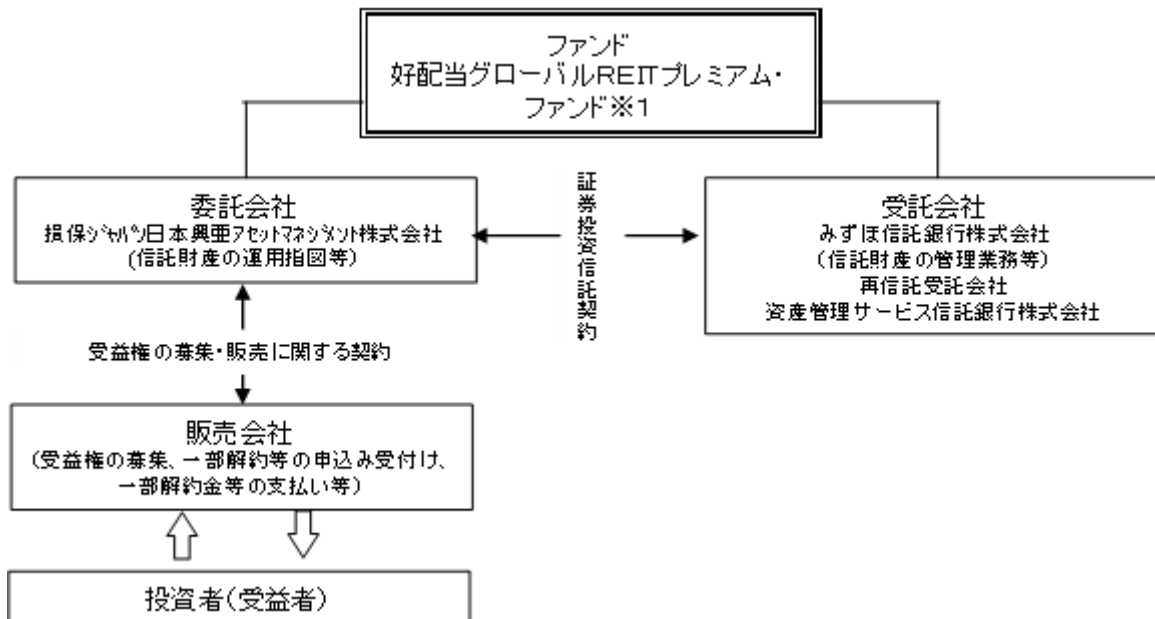 ファンド
好配当グローバルREITプレミアム・
ファンド※1
委託会社
損保ジャパン日本興亜アセットマネジメント株式会社
(信託財産の運用指図等)
証券投資信託契約
受託会社
みずほ信託銀行株式会社
(信託財産の管理業務等)
再信託受託会社
資産管理サービス信託銀行株式会社
受益権の募集・販売に関する契約
販売会社
(受益権の募集、一部解約等の申込み受付け、
一部解約金等の支払い等)
投資者(受益者)